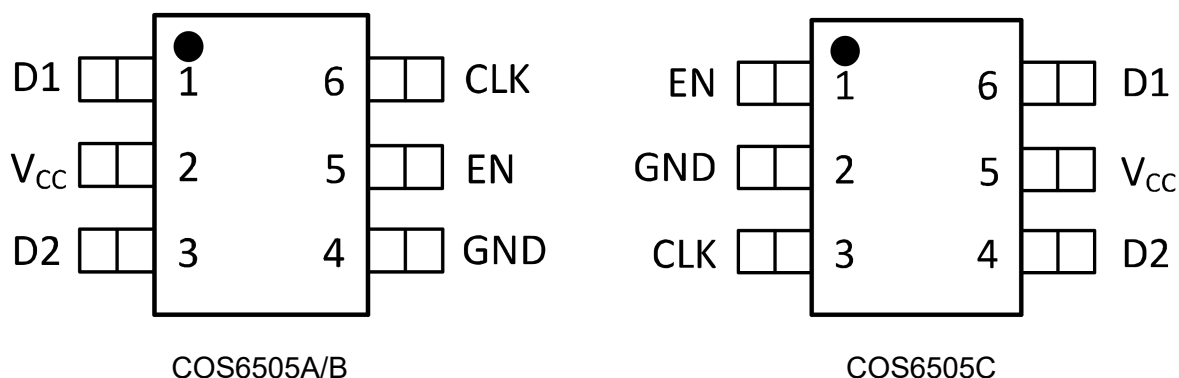 D1 1 6 CLK
VCC 2 5 EN
D2 3 4 GND
COS6505A/B
EN 1 6 D1
GND 2 5 VCC
CLK 3 4 D2
COS6505C